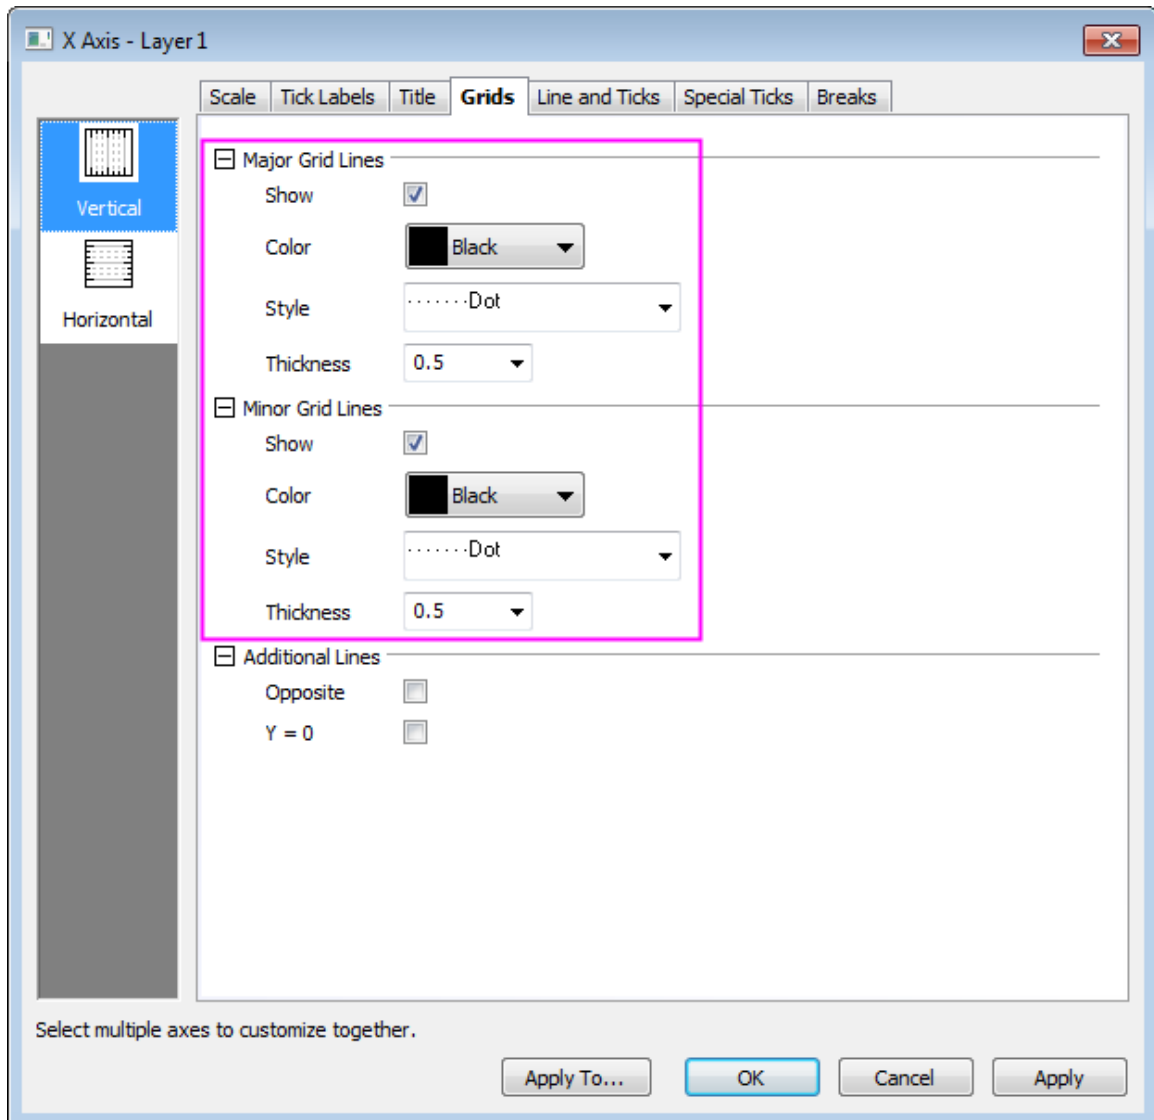 X Axis - Layer 1
Scale Tick Labels Title Grids Line and Ticks Special Ticks Breaks
Vertical
Horizontal
Major Grid Lines
Show
Color Black
Style Dot
Thickness 0.5
Minor Grid Lines
Show
Color Black
Style Dot
Thickness 0.5
Additional Lines
Opposite
Y = 0
Select multiple axes to customize together.
Apply To... OK Cancel Apply